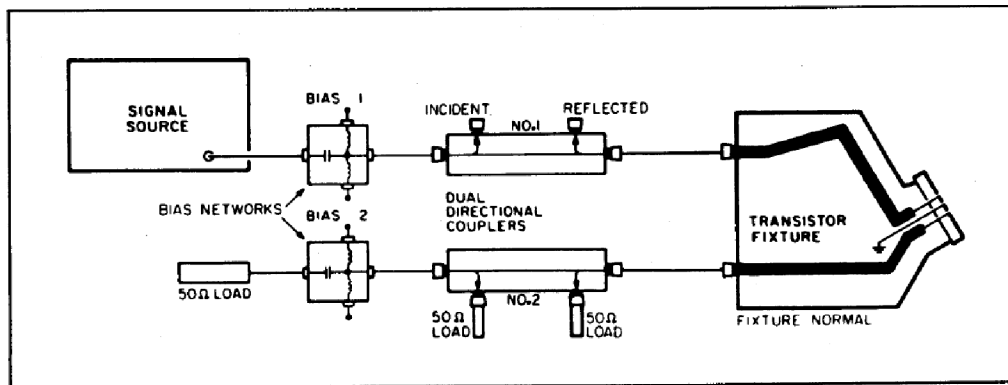 SIGNAL
SOURCE
BIAS 1
INCIDENT
REFLECTED
NO.1
BIAS NETWORKS
BIAS 2
DUAL
DIRECTIONAL
COUPLERS
TRANSISTOR
FIXTURE
50Ω LOAD
NO.2
50Ω
LOAD
50Ω
LOAD
FIXTURE NORMAL